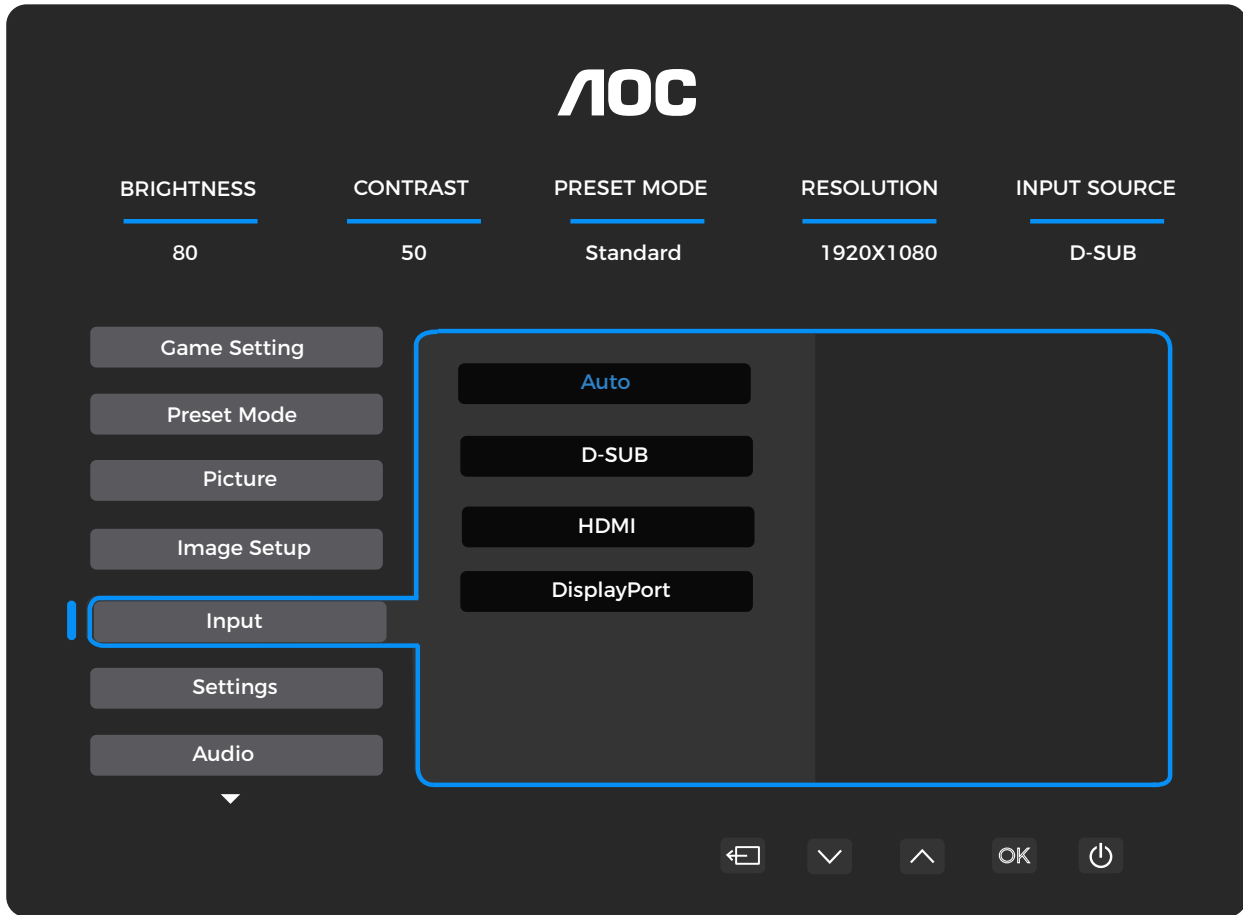 AOC
BRIGHTNESS CONTRAST PRESET MODE RESOLUTION INPUT SOURCE
80 50 Standard 1920X1080 D-SUB
Game Setting
Preset Mode
Picture
Image Setup
Input
Settings
Audio
Auto
D-SUB
HDMI
DisplayPort
OK